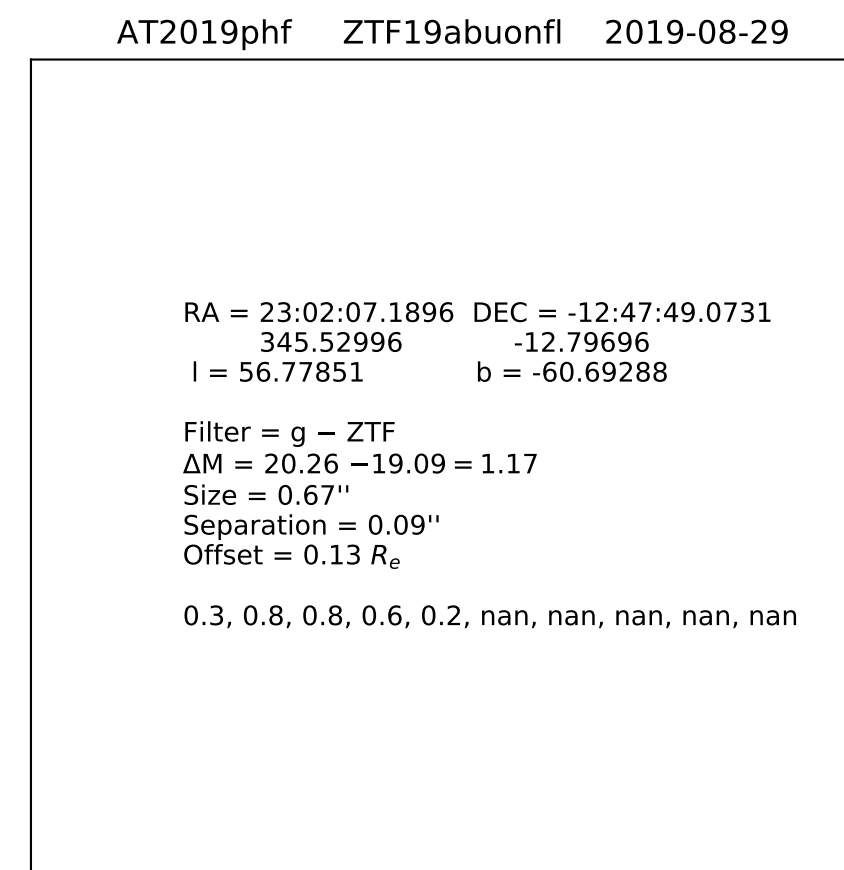 AT2019phf ZTF19abuonfl 2019-08-29
RA = 23:02:07.1896 DEC = -12:47:49.0731
345.52996 -12.79696
l = 56.77851 b = -60.69288
Filter = g − ZTF
ΔM = 20.26 −19.09 = 1.17
Size = 0.67''
Separation = 0.09''
Offset = 0.13 Rₑ
0.3, 0.8, 0.8, 0.6, 0.2, nan, nan, nan, nan, nan